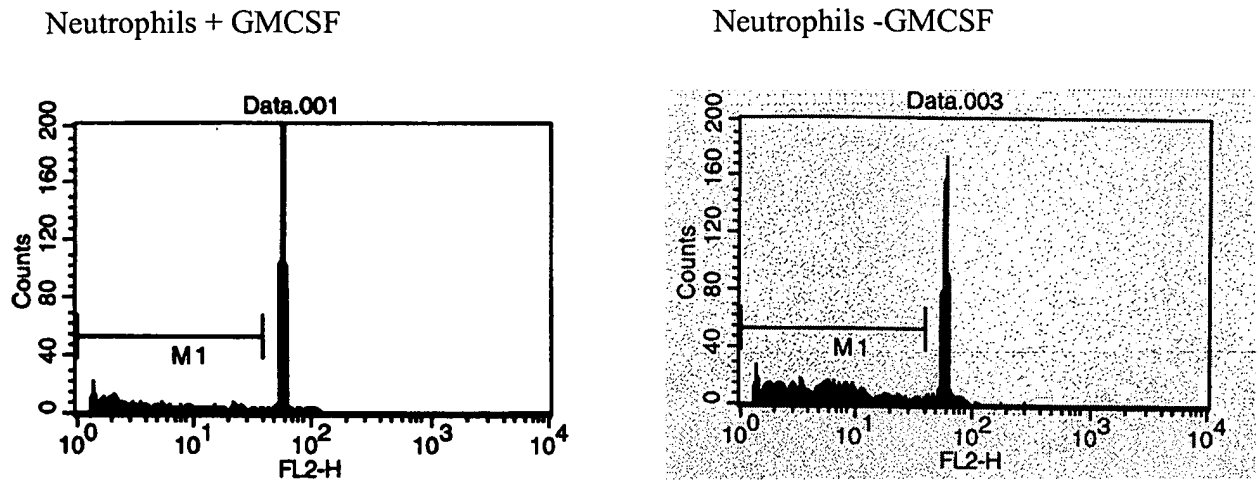 Neutrophils + GMCSF
Neutrophils -GMCSF
Data.001
200
160
120
80
40
0
Counts
M1
10^0 10^1 10^2 10^3 10^4
FL2-H
Data.003
200
160
120
80
40
0
Counts
M1
10^0 10^1 10^2 10^3 10^4
FL2-H